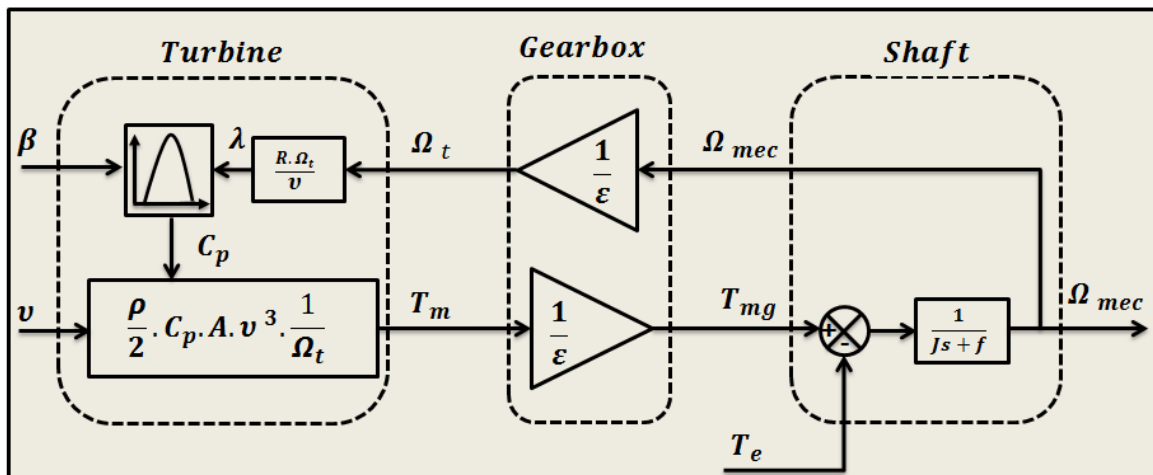 Turbine
Gearbox
Shaft
β
λ
R.Ω_t / υ
Ω_t
1/ε
Ω_mec
C_p
υ
ρ/2 . C_p . A . υ^3 . 1/Ω_t
T_m
1/ε
T_mg
+
-
1/(Js + f)
Ω_mec
T_e